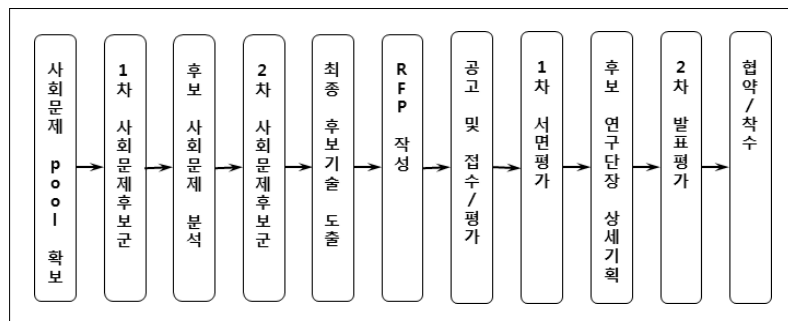 사회문제 pool 확보
1차 사회문제후보군
후보 사회문제 분석
2차 사회문제후보군
최종 후보기술 도출
RFP 작성
공고 및 접수/평가
1차 서면평가
후보 연구단장 상세기획
2차 발표평가
협약/착수